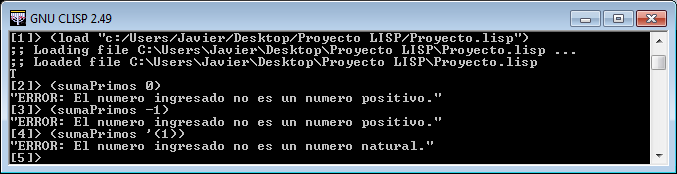 GNU CLISP 2.49
[1]> (load "c:/Users/Javier/Desktop/Proyecto LISP/Proyecto.lisp")
;; Loading file C:\Users\Javier\Desktop\Proyecto LISP\Proyecto.lisp ...
;; Loaded file C:\Users\Javier\Desktop\Proyecto LISP\Proyecto.lisp
T
[2]> (sumaPrimos 0)
"ERROR: El numero ingresado no es un numero positivo."
[3]> (sumaPrimos -1)
"ERROR: El numero ingresado no es un numero positivo."
[4]> (sumaPrimos '(1))
"ERROR: El numero ingresado no es un numero natural."
[5]>